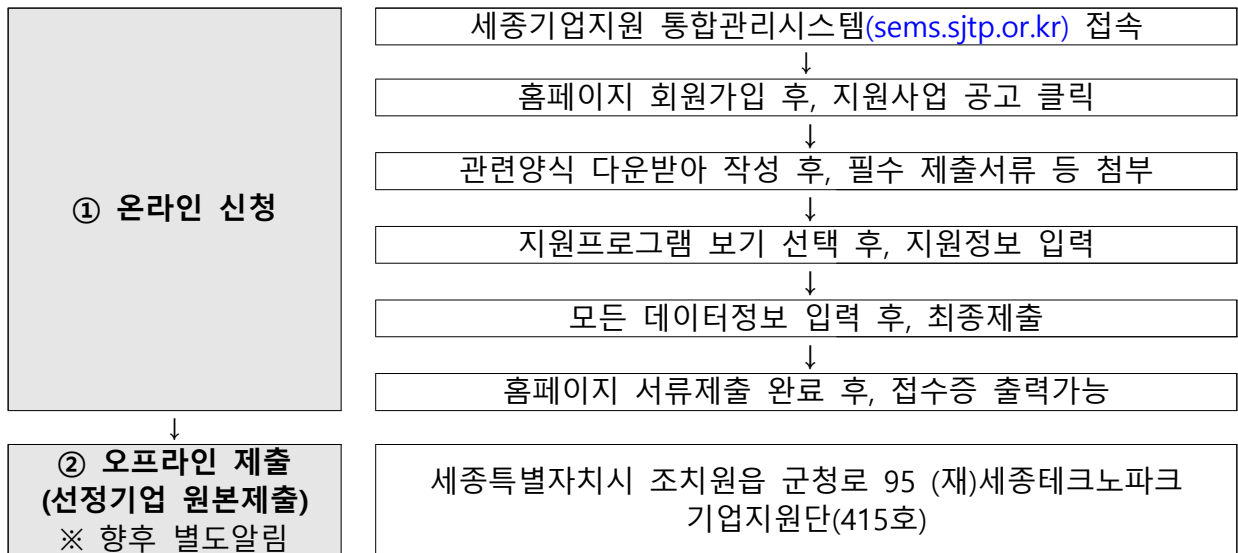 ① 온라인 신청
세종기업지원 통합관리시스템(sems.sjtp.or.kr) 접속
↓
홈페이지 회원가입 후, 지원사업 공고 클릭
↓
관련양식 다운받아 작성 후, 필수 제출서류 등 첨부
↓
지원프로그램 보기 선택 후, 지원정보 입력
↓
모든 데이터정보 입력 후, 최종제출
↓
홈페이지 서류제출 완료 후, 접수증 출력가능
↓
② 오프라인 제출
(선정기업 원본제출)
※ 향후 별도알림
세종특별자치시 조치원읍 군청로 95 (재)세종테크노파크
기업지원단(415호)